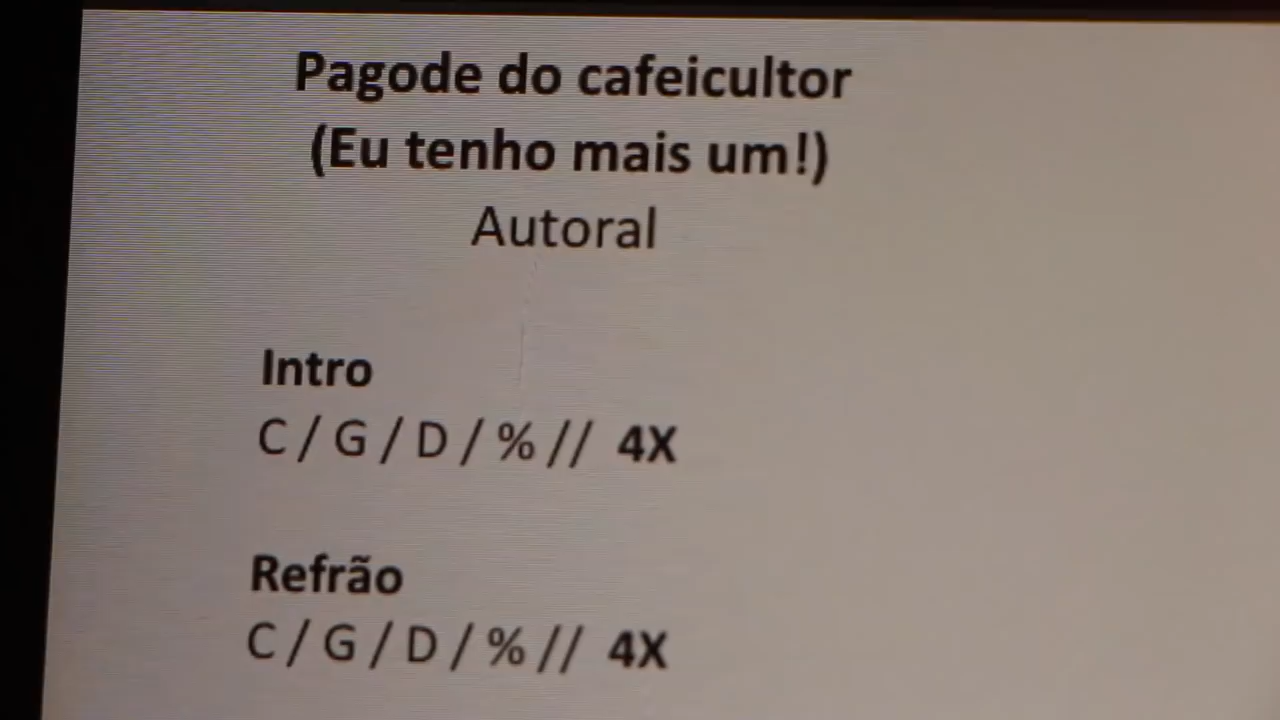 Pagode do cafeicultor
(Eu tenho mais um!)
Autoral
Intro
C / G / D / % // 4X
Refrão
C / G / D / % // 4X